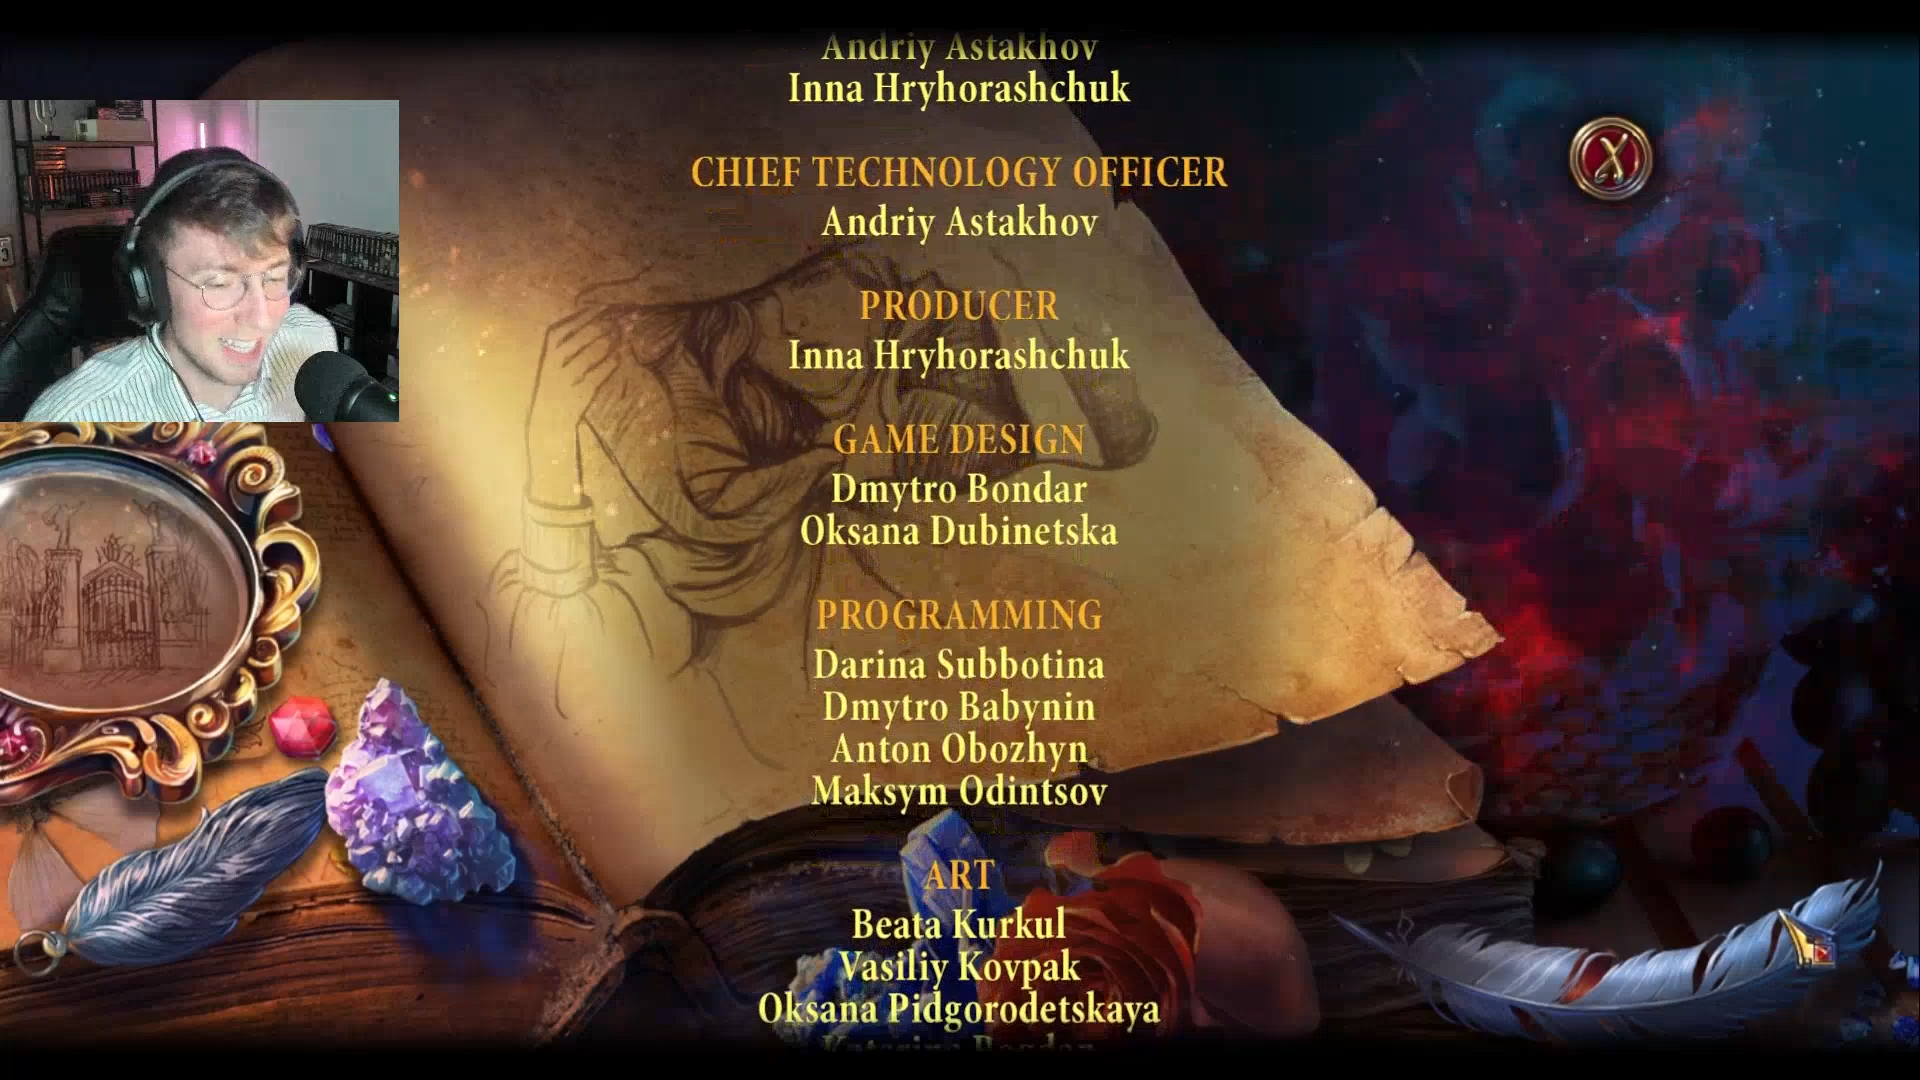 Andriy Astakhov
Inna Hryhorashchuk
CHIEF TECHNOLOGY OFFICER
Andriy Astakhov
PRODUCER
Inna Hryhorashchuk
GAME DESIGN
Dmytro Bondar
Oksana Dubinetska
PROGRAMMING
Darina Subbotina
Dmytro Babynin
Anton Obozhyn
Maksym Odintsov
ART
Beata Kurkul
Vasiliy Kovpak
Oksana Pidgorodetskaya